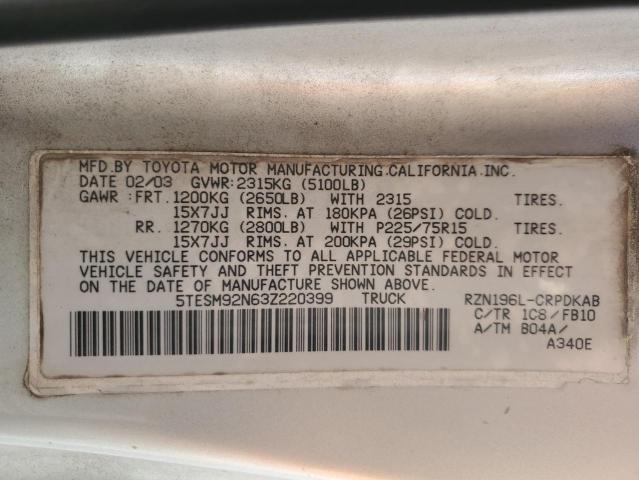 MFD.BY TOYOTA MOTOR MANUFACTURING.CALIFORNIA.INC.
DATE 02/03 GVWR:2315KG (5100LB)
GAWR :FRT.1200KG (2650LB) WITH 2315 TIRES.
15X7JJ RIMS. AT 180KPA (26PSI) COLD.
RR. 1270KG (2800LB) WITH P225/75R15 TIRES.
15X7JJ RIMS. AT 200KPA (29PSI) COLD.
THIS VEHICLE CONFORMS TO ALL APPLICABLE FEDERAL MOTOR
VEHICLE SAFETY AND THEFT PREVENTION STANDARDS IN EFFECT
ON THE DATE OF MANUFACTURE SHOWN ABOVE.
5TESM92N63Z220399 TRUCK RZN196L-CRPDKAB
C/TR 1C8/FB10
A/TM B04A/
A340E